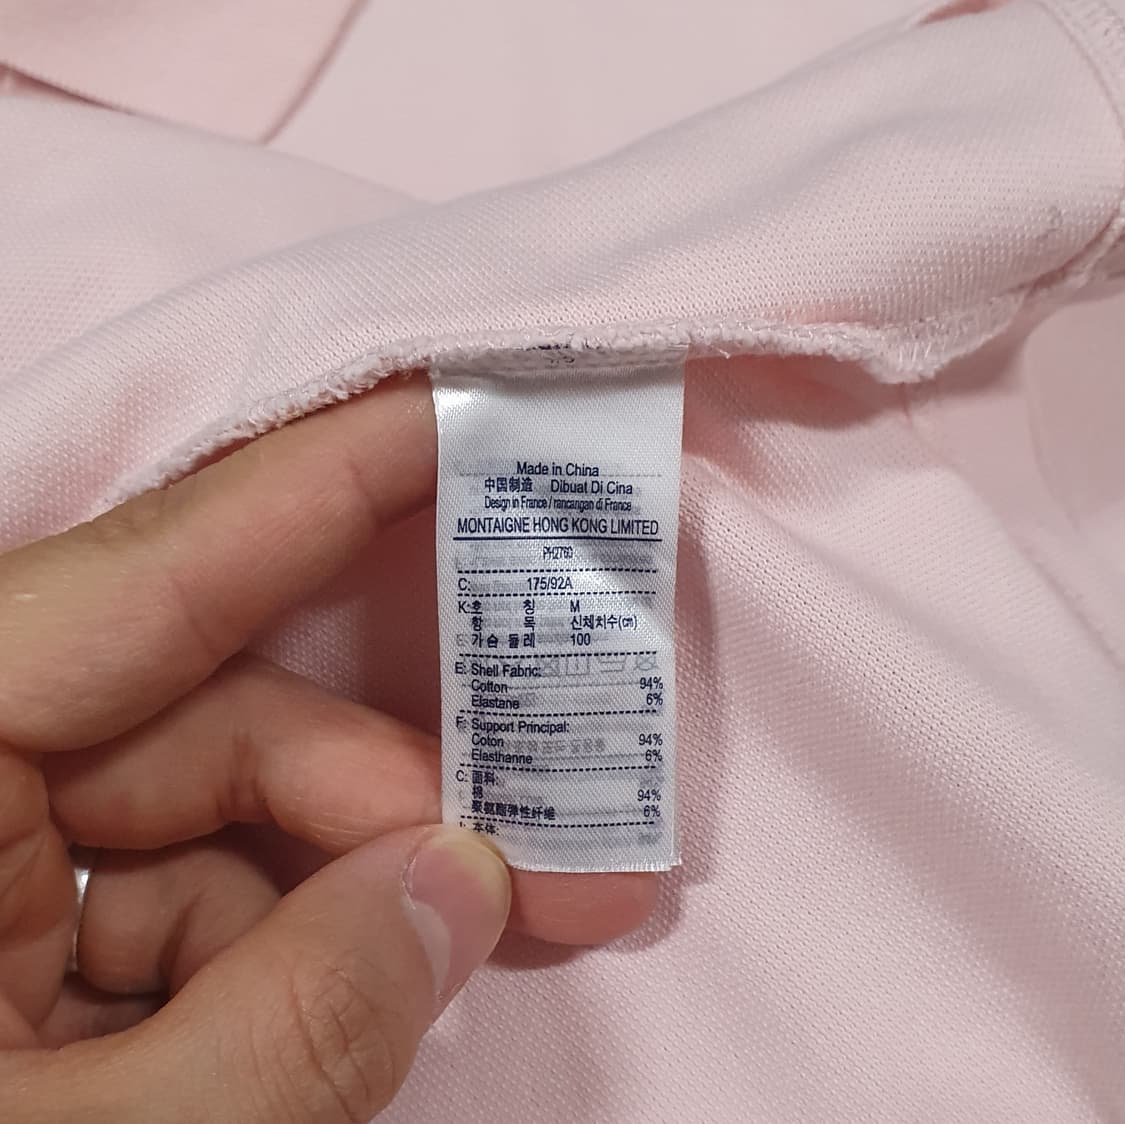 Made in China
中国制造 Dibuat Di Cina
Design in France / rancangan di France
MONTAIGNE HONG KONG LIMITED
PH2760
C: 175/92A
K: 호 칭 M
항 목 신체치수(cm)
가슴 둘레 100
E: Shell Fabric:
Cotton 94%
Elastane 6%
F: Support Principal:
Coton 94%
Elasthanne 6%
C: 面料:
棉 94%
聚氨酯弹性纤维 6%
本体: